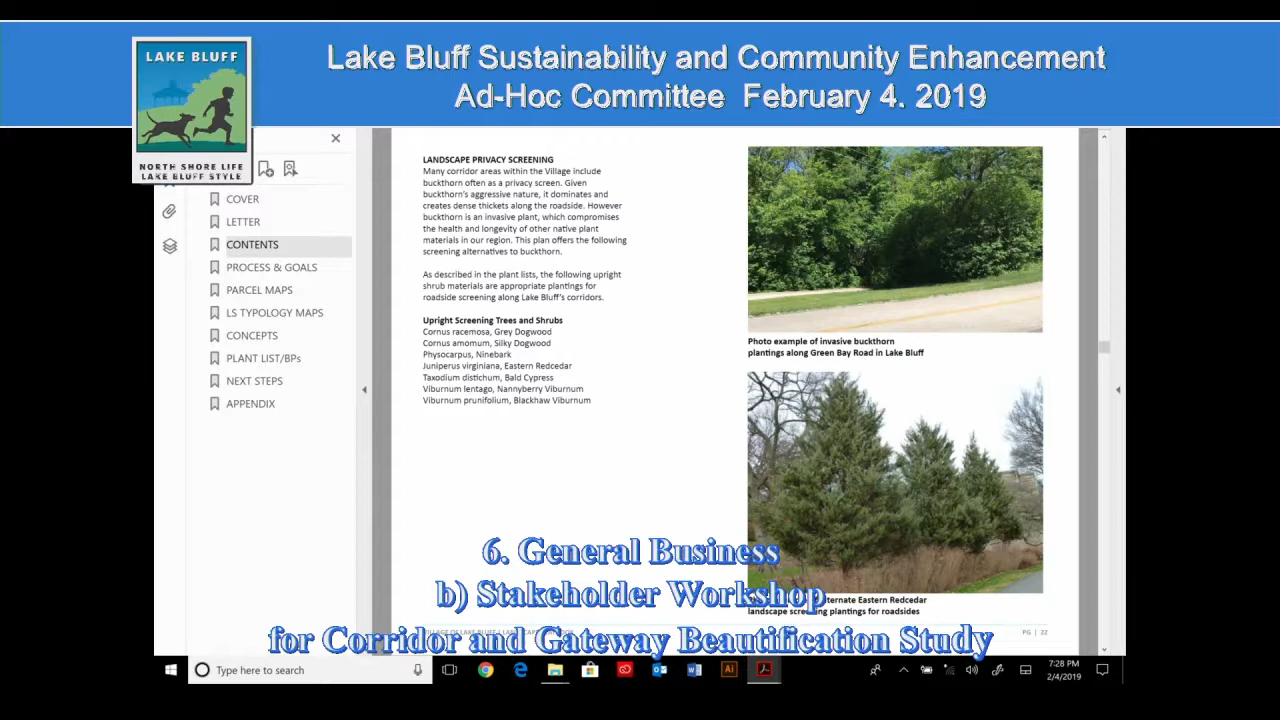 Lake Bluff Sustainability and Community Enhancement
Ad-Hoc Committee February 4. 2019
LAKE BLUFF
NORTH SHORE LIFE
LAKE BLUFF STYLE
COVER
LETTER
CONTENTS
PROCESS & GOALS
PARCEL MAPS
LS TYPOLOGY MAPS
CONCEPTS
PLANT LIST/BPs
NEXT STEPS
APPENDIX
LANDSCAPE PRIVACY SCREENING
Many corridor areas within the Village include
buckthorn often as a privacy screen. Given
buckthorn's aggressive nature, it dominates and
creates dense thickets along the roadside. However
buckthorn is an invasive plant, which compromises
the health and longevity of other native plant
materials in our region. This plan offers the following
screening alternatives to buckthorn.
As described in the plant lists, the following upright
shrub materials are appropriate plantings for
roadside screening along Lake Bluff's corridors.
Upright Screening Trees and Shrubs
Cornus racemosa, Grey Dogwood
Cornus amomum, Silky Dogwood
Physocarpus, Ninebark
Juniperus virginiana, Eastern Redcedar
Taxodium distichum, Bald Cypress
Viburnum lentago, Nannyberry Viburnum
Viburnum prunifolium, Blackhaw Viburnum
Photo example of invasive buckthorn
plantings along Green Bay Road in Lake Bluff
Eastern Redcedar
landscape screening plantings for roadsides
PG | 22
6. General Business
b) Stakeholder Workshop
for Corridor and Gateway Beautification Study
Type here to search
7:28 PM
2/4/2019